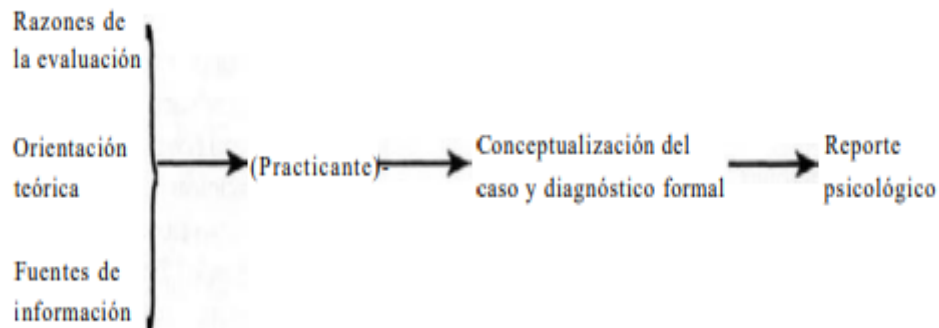 Razones de
la evaluación
Orientación
teórica
Fuentes de
información
(Practicante)-
Conceptualización del
caso y diagnóstico formal
Reporte
psicológico